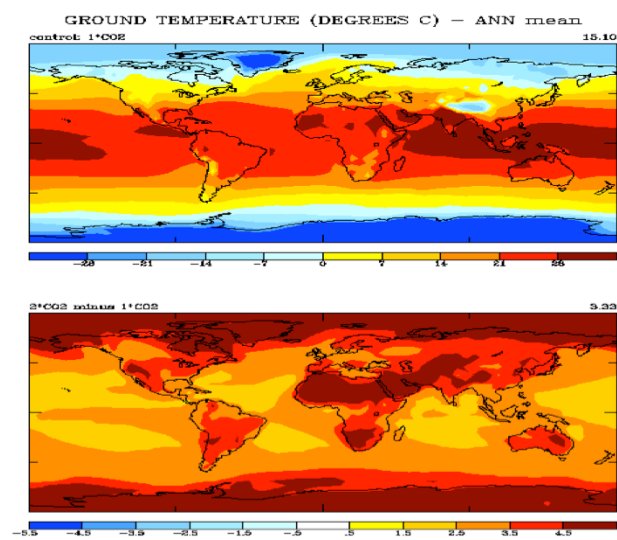 GROUND TEMPERATURE (DEGREES C) - ANN mean
control: 1*CO2 15.10
-28 -21 -14 -7 0 7 14 21 28
2*CO2 minus 1*CO2 3.33
-5.5 -4.5 -3.5 -2.5 -1.5 -.5 .5 1.5 2.5 3.5 4.5